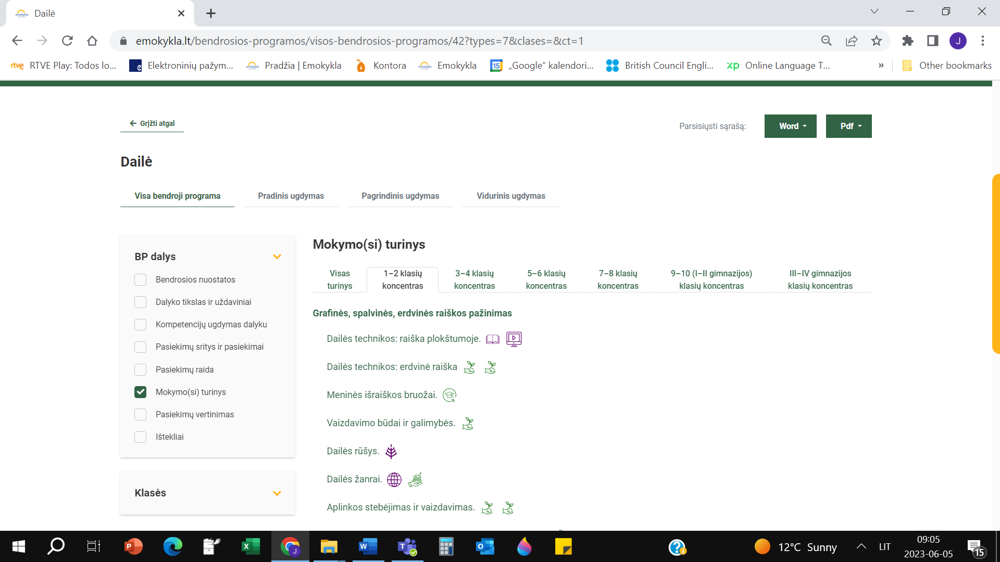 Dailė
emokykla.lt/bendrosios-programos/visos-bendrosios-programos/42?types=7&clases=&ct=1
J
rtve RTVE Play: Todos lo... Elektroninių pažym... Pradžia | Emokykla Kontora Emokykla 15 „Google“ kalendori... British Council Engli... xp Online Language T... » Other bookmarks
Grįžti atgal
Parsisiųsti sąrašą: Word Pdf
Dailė
Visa bendroji programa Pradinis ugdymas Pagrindinis ugdymas Vidurinis ugdymas
BP dalys
Bendrosios nuostatos
Dalyko tikslas ir uždaviniai
Kompetencijų ugdymas dalyku
Pasiekimų sritys ir pasiekimai
Pasiekimų raida
Mokymo(si) turinys
Pasiekimų vertinimas
Ištekliai
Klasės
Mokymo(si) turinys
Visas turinys
1–2 klasių koncentras
3–4 klasių koncentras
5–6 klasių koncentras
7–8 klasių koncentras
9–10 (I–II gimnazijos) klasių koncentras
III–IV gimnazijos klasių koncentras
Grafinės, spalvinės, erdvinės raiškos pažinimas
Dailės technikos: raiška plokštumoje.
Dailės technikos: erdvinė raiška
Meninės išraiškos bruožai.
Vaizdavimo būdai ir galimybės.
Dailės rūšys.
Dailės žanrai.
Aplinkos stebėjimas ir vaizdavimas.
12°C Sunny LIT
09:05
2023-06-05
15